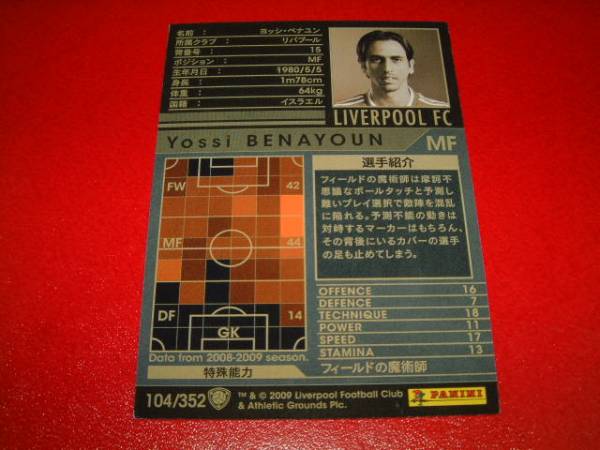 名前 : ヨッシ・ベナユン
所属クラブ : リバプール
背番号 : 15
ポジション : MF
生年月日 : 1980/5/5
身長 : 1m78cm
体重 : 64kg
国籍 : イスラエル
LIVERPOOL FC
Yossi BENAYOUN
MF
FW 42
MF 44
DF 14
GK
Data from 2008-2009 season.
選手紹介
フィールドの魔術師は摩訶不
思議なボールタッチと予測し
難いプレイ選択で敵陣を混乱
に陥れる。予測不能の動きは
対峙するマーカーはもちろん、
その背後にいるカバーの選手
の足も止めてしまう。
OFFENCE 16
DEFENCE 7
TECHNIQUE 18
POWER 11
SPEED 17
STAMINA 13
特殊能力
フィールドの魔術師
104/352
™ & © 2009 Liverpool Football Club
& Athletic Grounds Plc.
PANINI